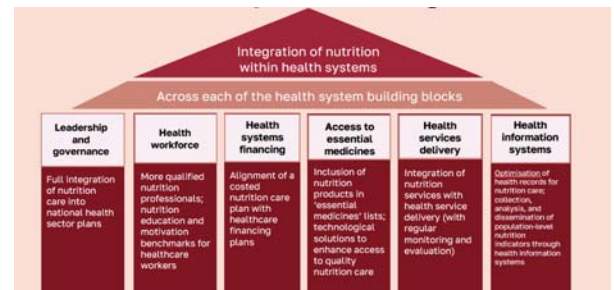 Integration of nutrition
within health systems
Across each of the health system building blocks
Leadership
and
governance
Full integration
of nutrition
care into
national health
sector plans
Health
workforce
More qualified
nutrition
professionals;
nutrition
education and
motivation
benchmarks for
healthcare
workers
Health
systems
financing
Alignment of a
costed
nutrition care
plan with
healthcare
financing
plans
Access to
essential
medicines
Inclusion of
nutrition
products in
'essential
medicines' lists;
technological
solutions to
enhance access
to quality
nutrition care
Health
services
delivery
Integration of
nutrition
services with
health service
delivery (with
regular
monitoring and
evaluation)
Health
information
systems
Optimisation of
health records for
nutrition care;
collection,
analysis, and
dissemination of
population-level
nutrition
indicators through
health information
systems